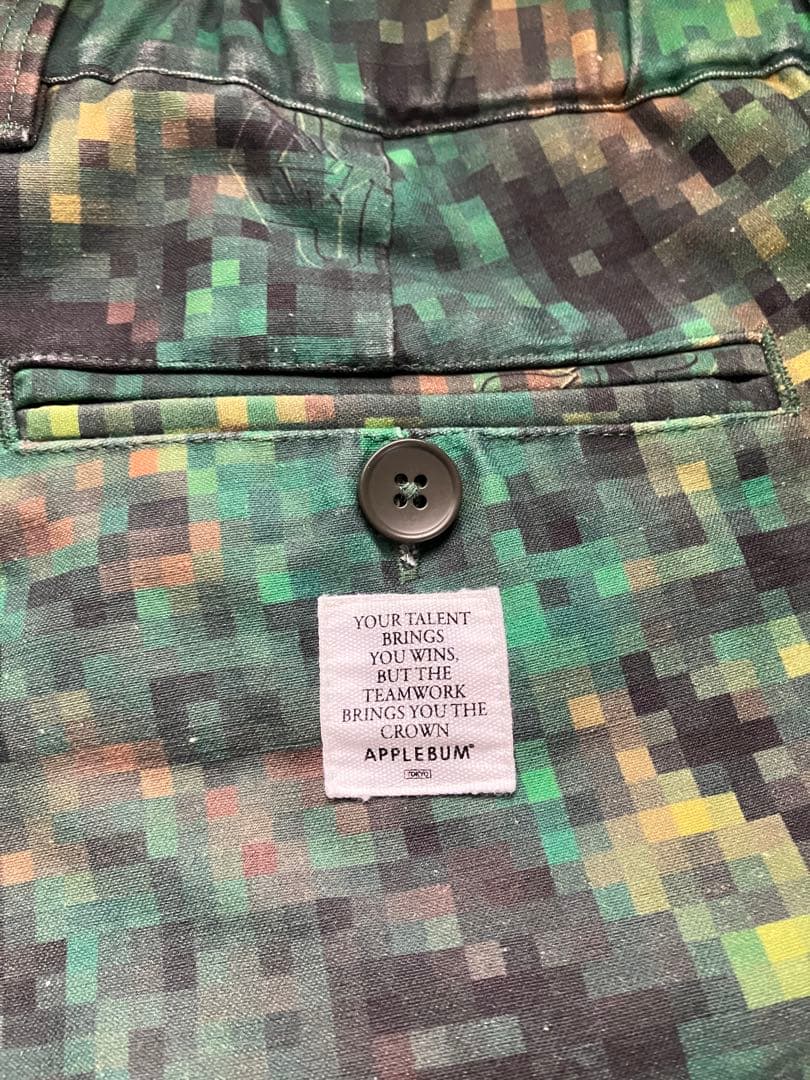 YOUR TALENT
BRINGS
YOU WINS,
BUT THE
TEAMWORK
BRINGS YOU THE
CROWN
APPLEBUM®
TOKYO